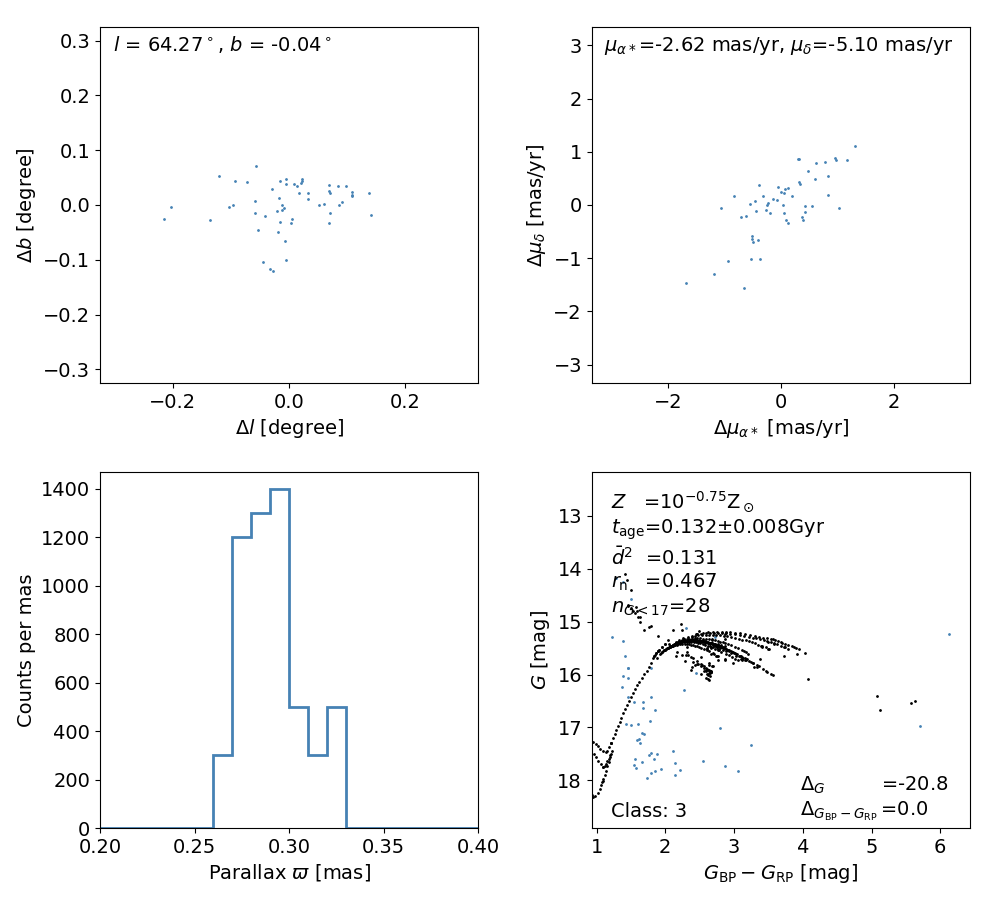 l = 64.27°, b = -0.04°
0.3
0.2
0.1
0.0
−0.1
−0.2
−0.3
−0.2 0.0 0.2
Δl [degree]
Δb [degree]
μα*=-2.62 mas/yr, μδ=-5.10 mas/yr
3
2
1
0
−1
−2
−3
−2 0 2
Δμα* [mas/yr]
Δμδ [mas/yr]
1400
1200
1000
800
600
400
200
0
0.20 0.25 0.30 0.35 0.40
Parallax ϖ [mas]
Counts per mas
Z =10^−0.75 Z⊙
tage=0.132±0.008Gyr
d̄² =0.131
rn =0.467
nG<17=28
13
14
15
16
17
18
ΔG =-20.8
ΔGBP−GRP=0.0
Class: 3
1 2 3 4 5 6
GBP − GRP [mag]
G [mag]